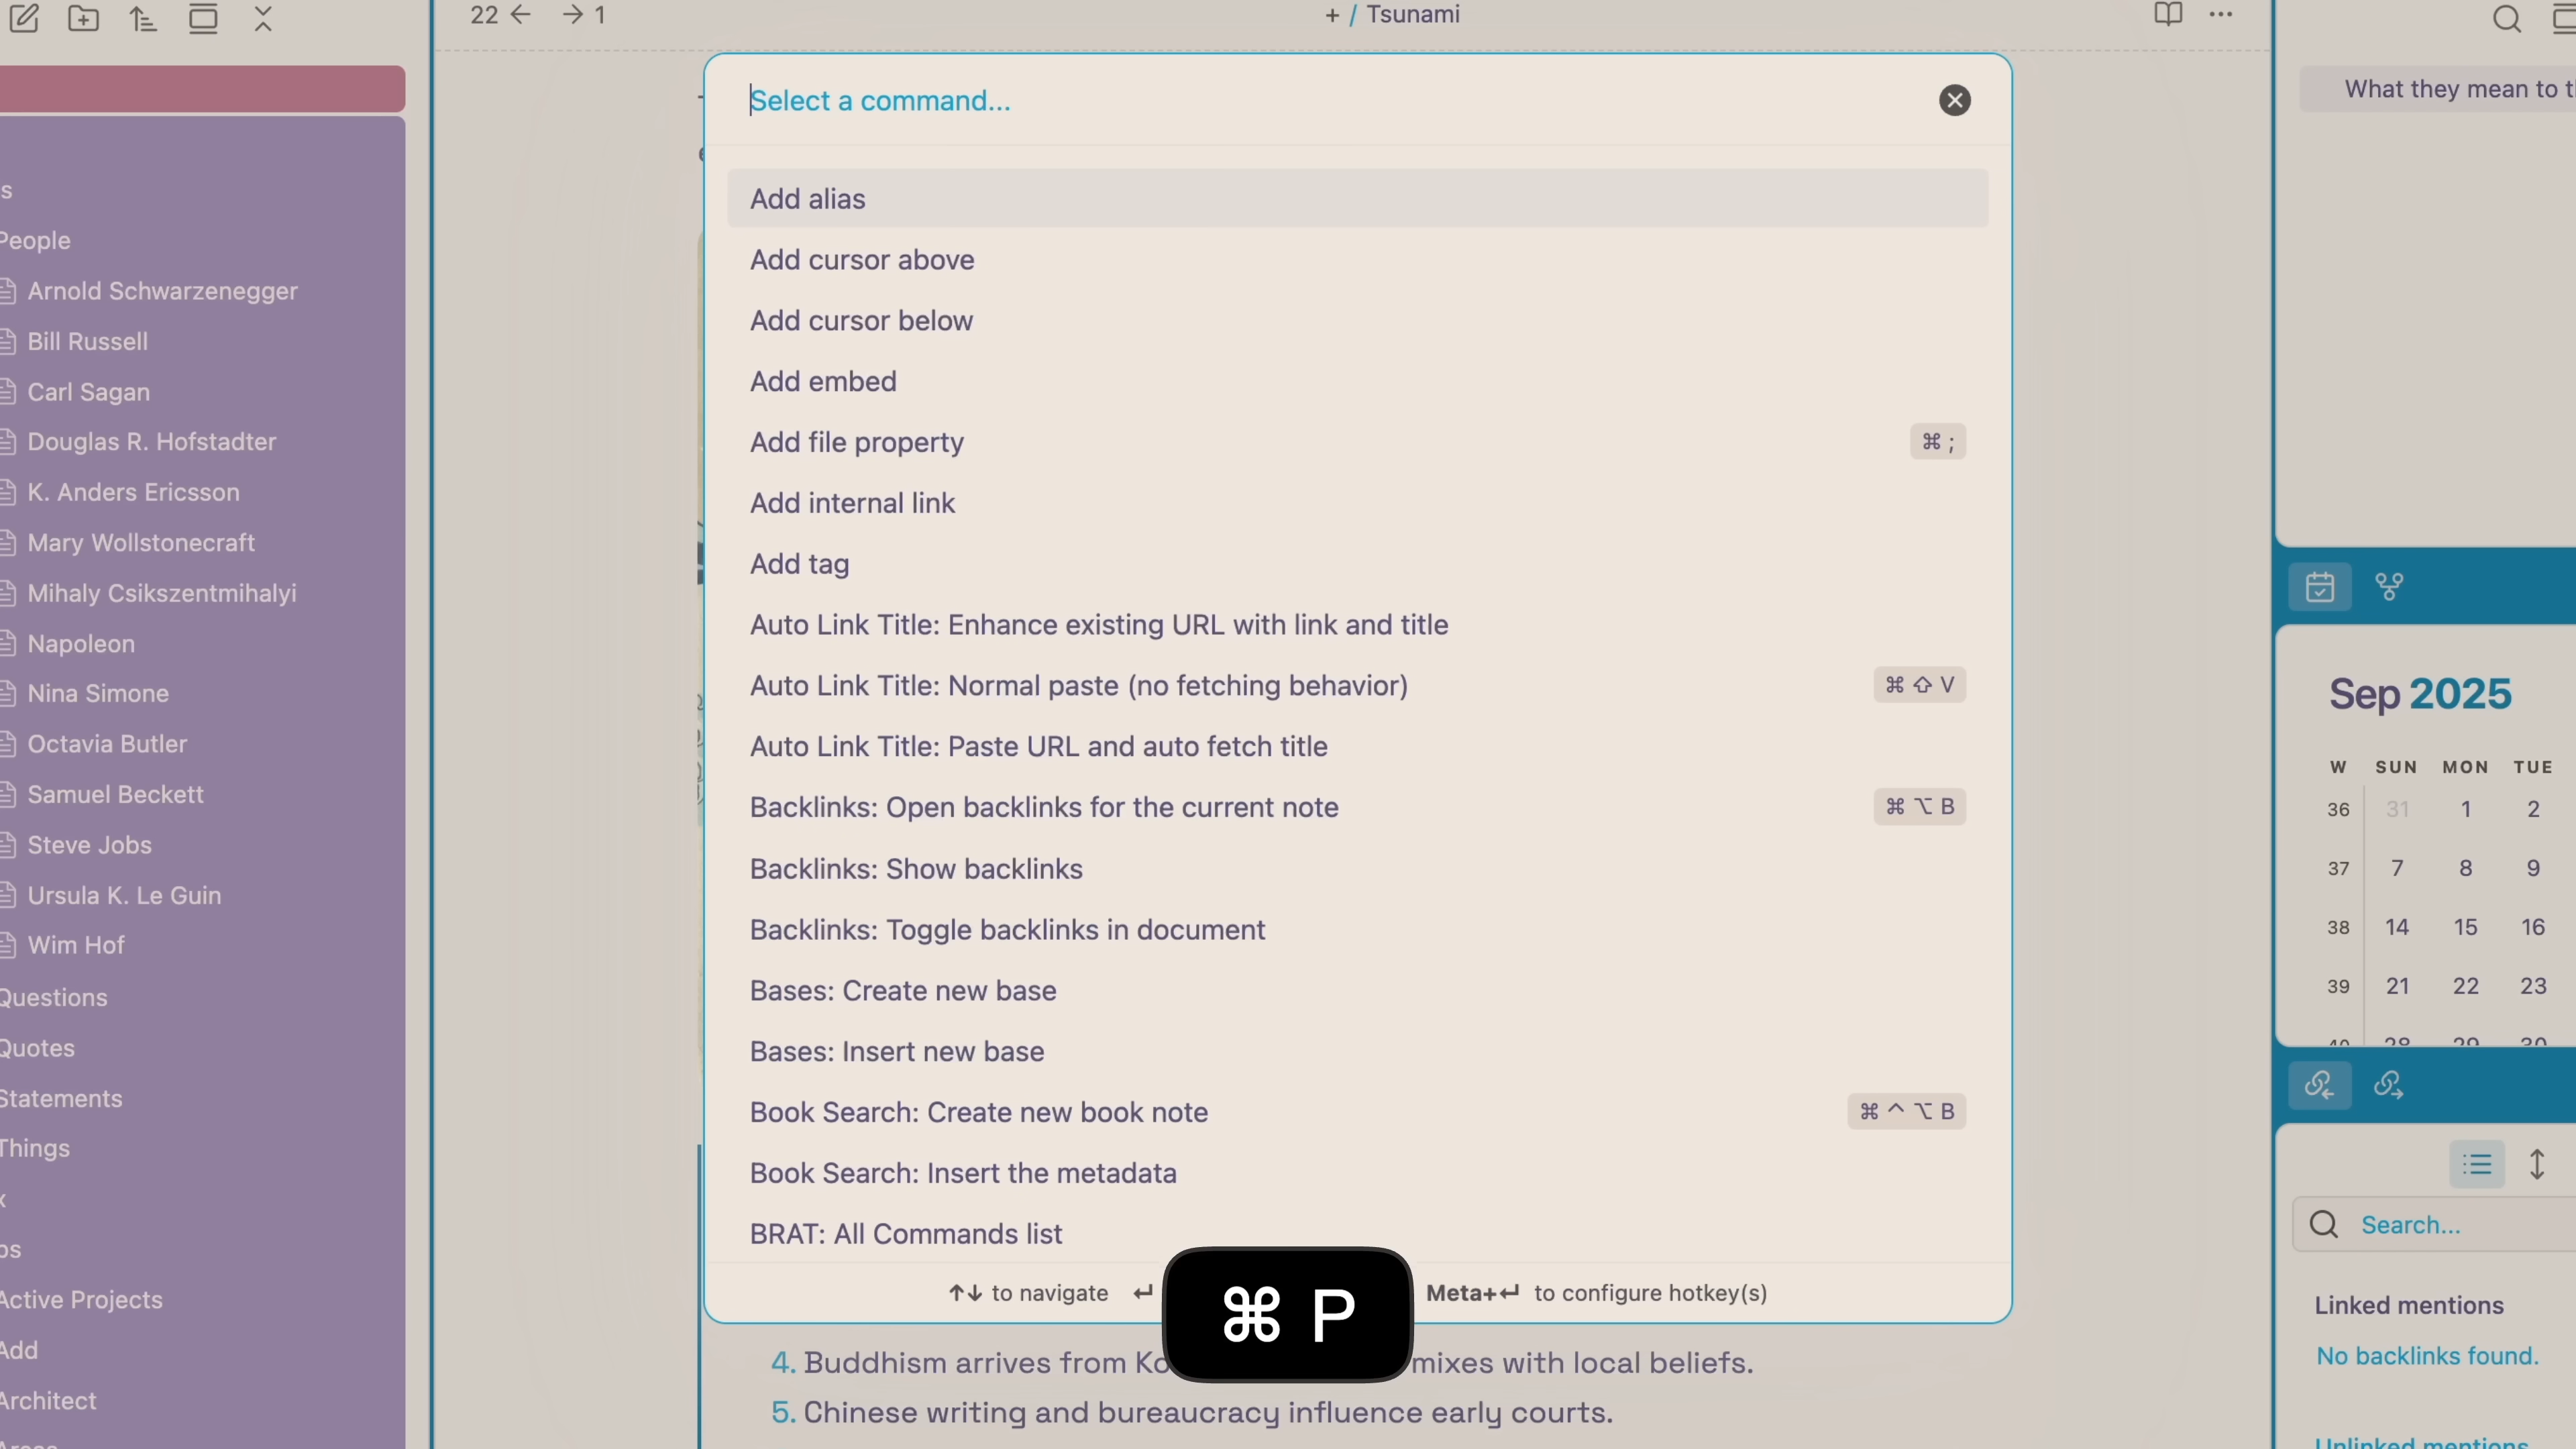 22
1
+ / Tsunami
Select a command...
Add alias
Add cursor above
Add cursor below
Add embed
Add file property
⌘ ;
Add internal link
Add tag
Auto Link Title: Enhance existing URL with link and title
Auto Link Title: Normal paste (no fetching behavior)
⌘ ⇧ V
Auto Link Title: Paste URL and auto fetch title
Backlinks: Open backlinks for the current note
⌘ ⌥ B
Backlinks: Show backlinks
Backlinks: Toggle backlinks in document
Bases: Create new base
Bases: Insert new base
Book Search: Create new book note
⌘ ^ ⌥ B
Book Search: Insert the metadata
BRAT: All Commands list
↑↓ to navigate ↵
Meta+↵ to configure hotkey(s)
⌘ P
4. Buddhism arrives from mixes with local beliefs.
5. Chinese writing and bureaucracy influence early courts.
People
Arnold Schwarzenegger
Bill Russell
Carl Sagan
Douglas R. Hofstadter
K. Anders Ericsson
Mary Wollstonecraft
Mihaly Csikszentmihalyi
Napoleon
Nina Simone
Octavia Butler
Samuel Beckett
Steve Jobs
Ursula K. Le Guin
Wim Hof
Questions
Quotes
Statements
Things
Active Projects
Add
Architect
What they mean to
Sep 2025
W SUN MON TUE
36 31 1 2
37 7 8 9
38 14 15 16
39 21 22 23
40 28 29 30
Search...
Linked mentions
No backlinks found.
Unlinked mentions